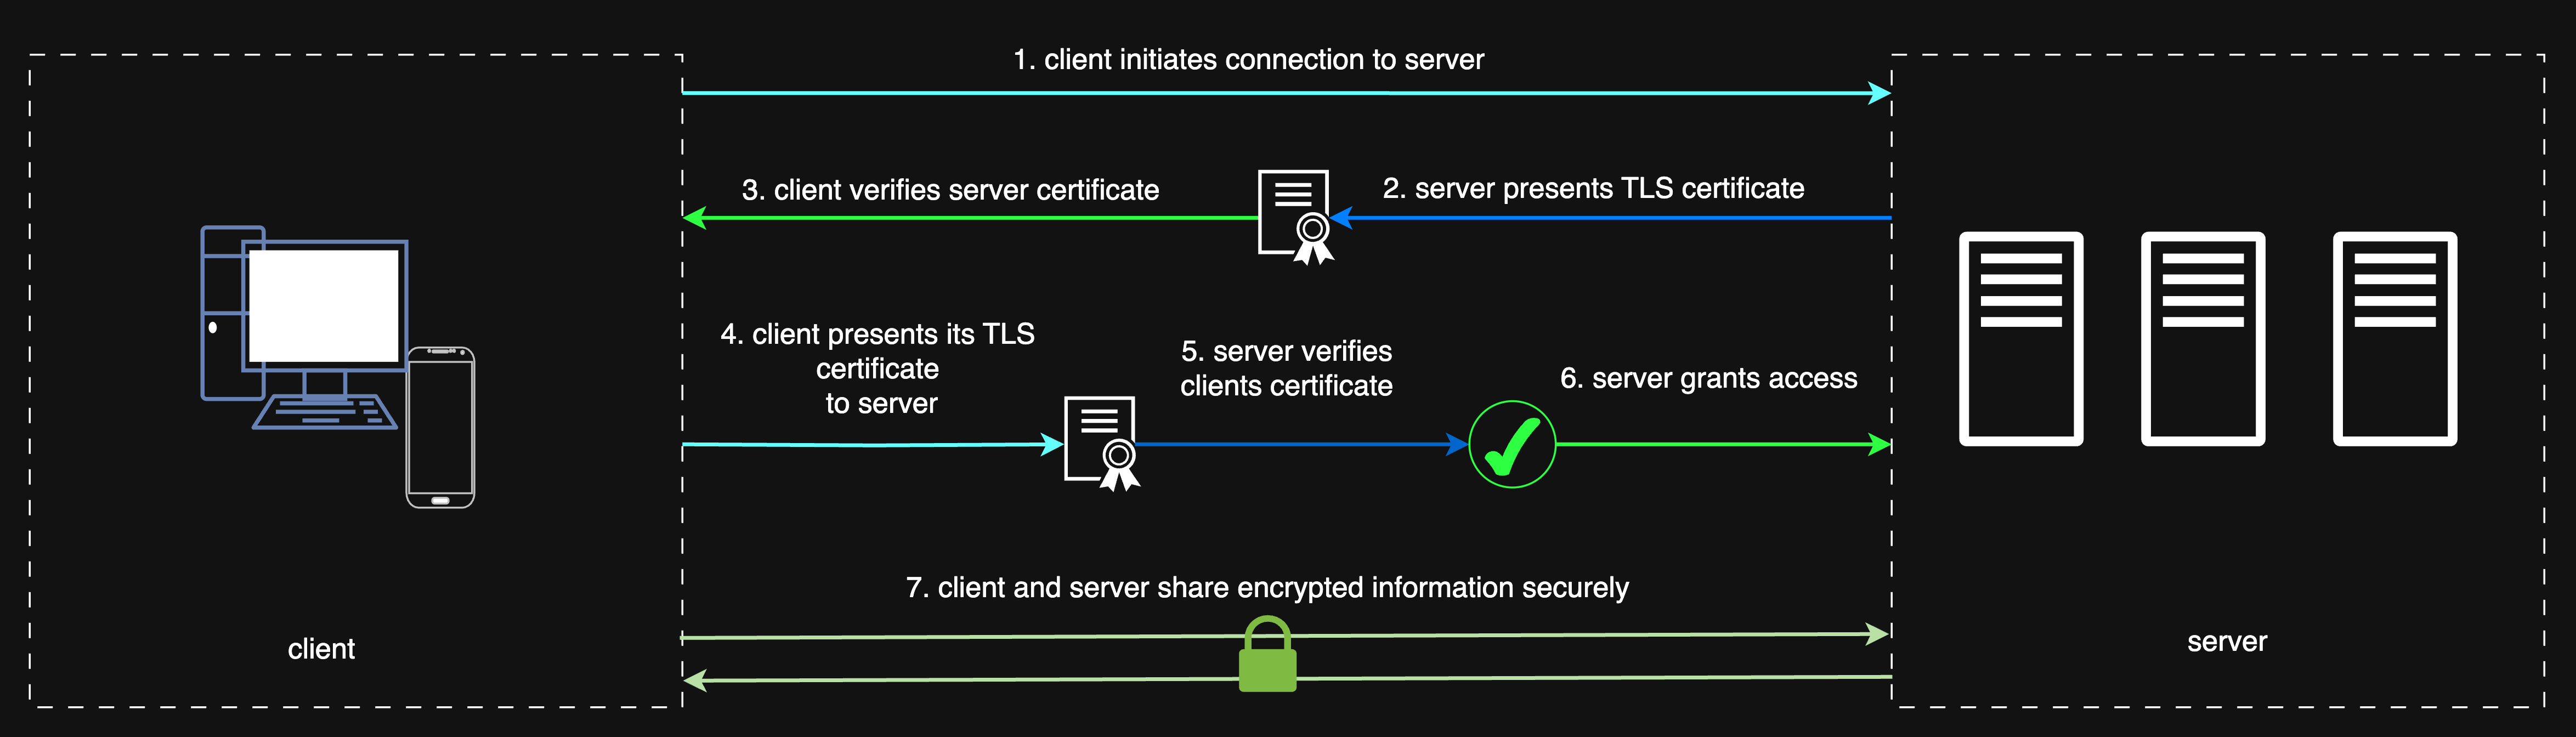 1. client initiates connection to server
3. client verifies server certificate
2. server presents TLS certificate
4. client presents its TLS
certificate
to server
5. server verifies
clients certificate
6. server grants access
7. client and server share encrypted information securely
client
server